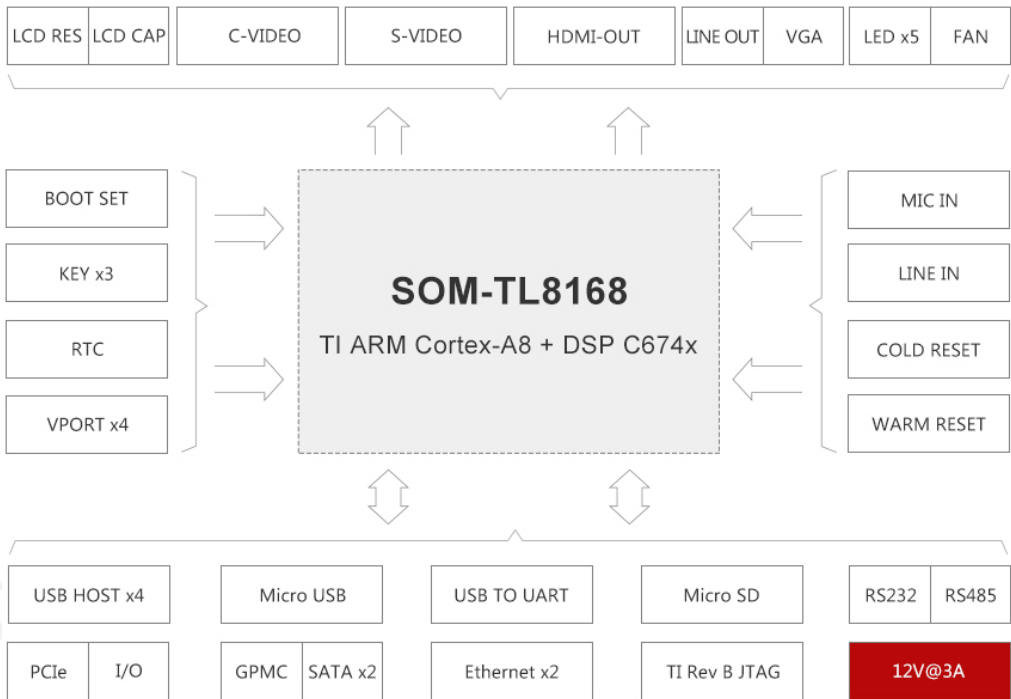 LCD RES LCD CAP C-VIDEO S-VIDEO HDMI-OUT LINE OUT VGA LED x5 FAN
BOOT SET
KEY x3
RTC
VPORT x4
SOM-TL8168
TI ARM Cortex-A8 + DSP C674x
MIC IN
LINE IN
COLD RESET
WARM RESET
USB HOST x4 Micro USB USB TO UART Micro SD RS232 RS485
PCIe I/O GPMC SATA x2 Ethernet x2 TI Rev B JTAG 12V@3A